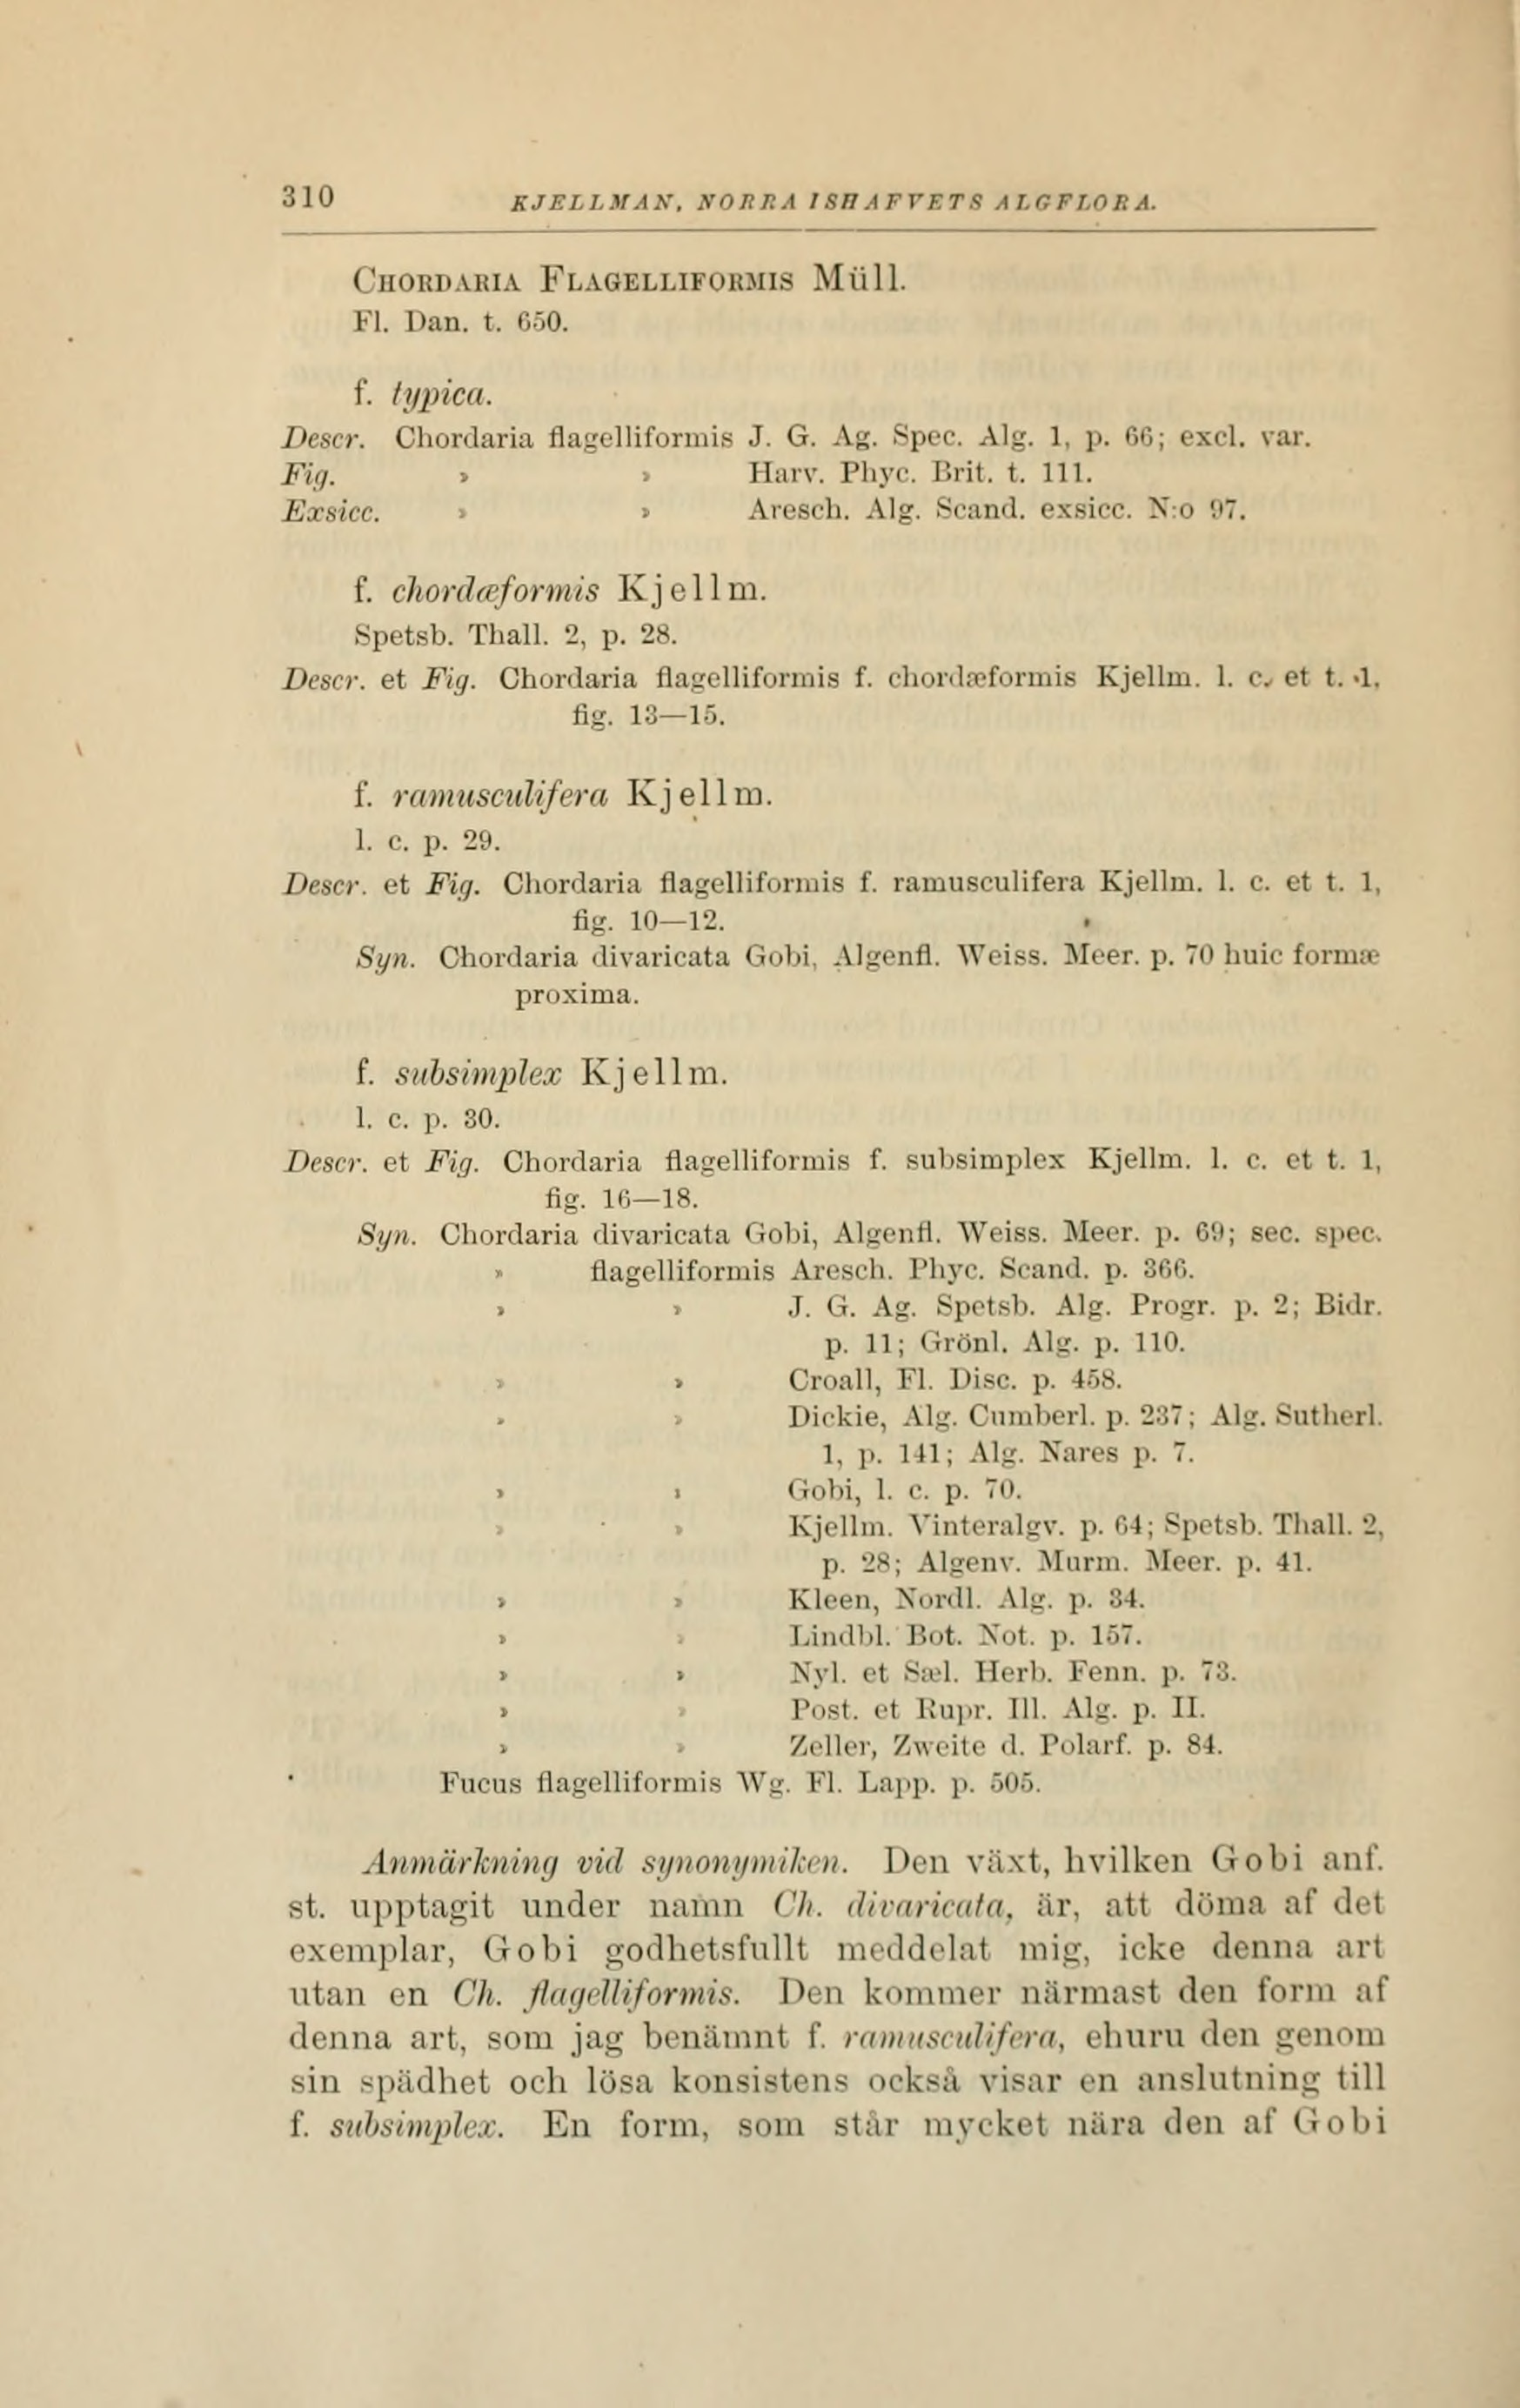 310 KJELLMAN, NORRA ISHAFVETS ALGFLORA.
CHORDARIA FLAGELLIFORMIS Müll.
Fl. Dan. t. 650.
f. typica.
Descr. Chordaria flagelliformis J. G. Ag. Spec. Alg. 1, p. 66; excl. var.
Fig. » » Harv. Phyc. Brit. t. 111.
Exsicc. » » Aresch. Alg. Scand. exsicc. N:o 97.
f. chordæformis Kjellm.
Spetsb. Thall. 2, p. 28.
Descr. et Fig. Chordaria flagelliformis f. chordæformis Kjellm. l. c. et t. 1,
fig. 13—15.
f. ramusculifera Kjellm.
l. c. p. 29.
Descr. et Fig. Chordaria flagelliformis f. ramusculifera Kjellm. l. c. et t. 1,
fig. 10—12.
Syn. Chordaria divaricata Gobi, Algenfl. Weiss. Meer. p. 70 huic formæ
proxima.
f. subsimplex Kjellm.
l. c. p. 30.
Descr. et Fig. Chordaria flagelliformis f. subsimplex Kjellm. l. c. et t. 1,
fig. 16—18.
Syn. Chordaria divaricata Gobi, Algenfl. Weiss. Meer. p. 69; sec. spec.
» flagelliformis Aresch. Phyc. Scand. p. 366.
» » J. G. Ag. Spetsb. Alg. Progr. p. 2; Bidr.
p. 11; Grönl. Alg. p. 110.
» » Croall, Fl. Disc. p. 458.
» » Dickie, Alg. Cumberl. p. 237; Alg. Sutherl.
1, p. 141; Alg. Nares p. 7.
» » Gobi, l. c. p. 70.
» » Kjellm. Vinteralgv. p. 64; Spetsb. Thall. 2,
p. 28; Algenv. Murm. Meer. p. 41.
» » Kleen, Nordl. Alg. p. 34.
» » Lindbl. Bot. Not. p. 157.
» » Nyl. et Sæl. Herb. Fenn. p. 73.
» » Post. et Rupr. Ill. Alg. p. II.
» » Zeller, Zweite d. Polarf. p. 84.
Fucus flagelliformis Wg. Fl. Lapp. p. 505.
Anmärkning vid synonymiken. Den växt, hvilken Gobi anf.
st. upptagit under namn Ch. divaricata, är, att döma af det
exemplar, Gobi godhetsfullt meddelat mig, icke denna art
utan en Ch. flagelliformis. Den kommer närmast den form af
denna art, som jag benämnt f. ramusculifera, ehuru den genom
sin spädhet och lösa konsistens också visar en anslutning till
f. subsimplex. En form, som står mycket nära den af Gobi